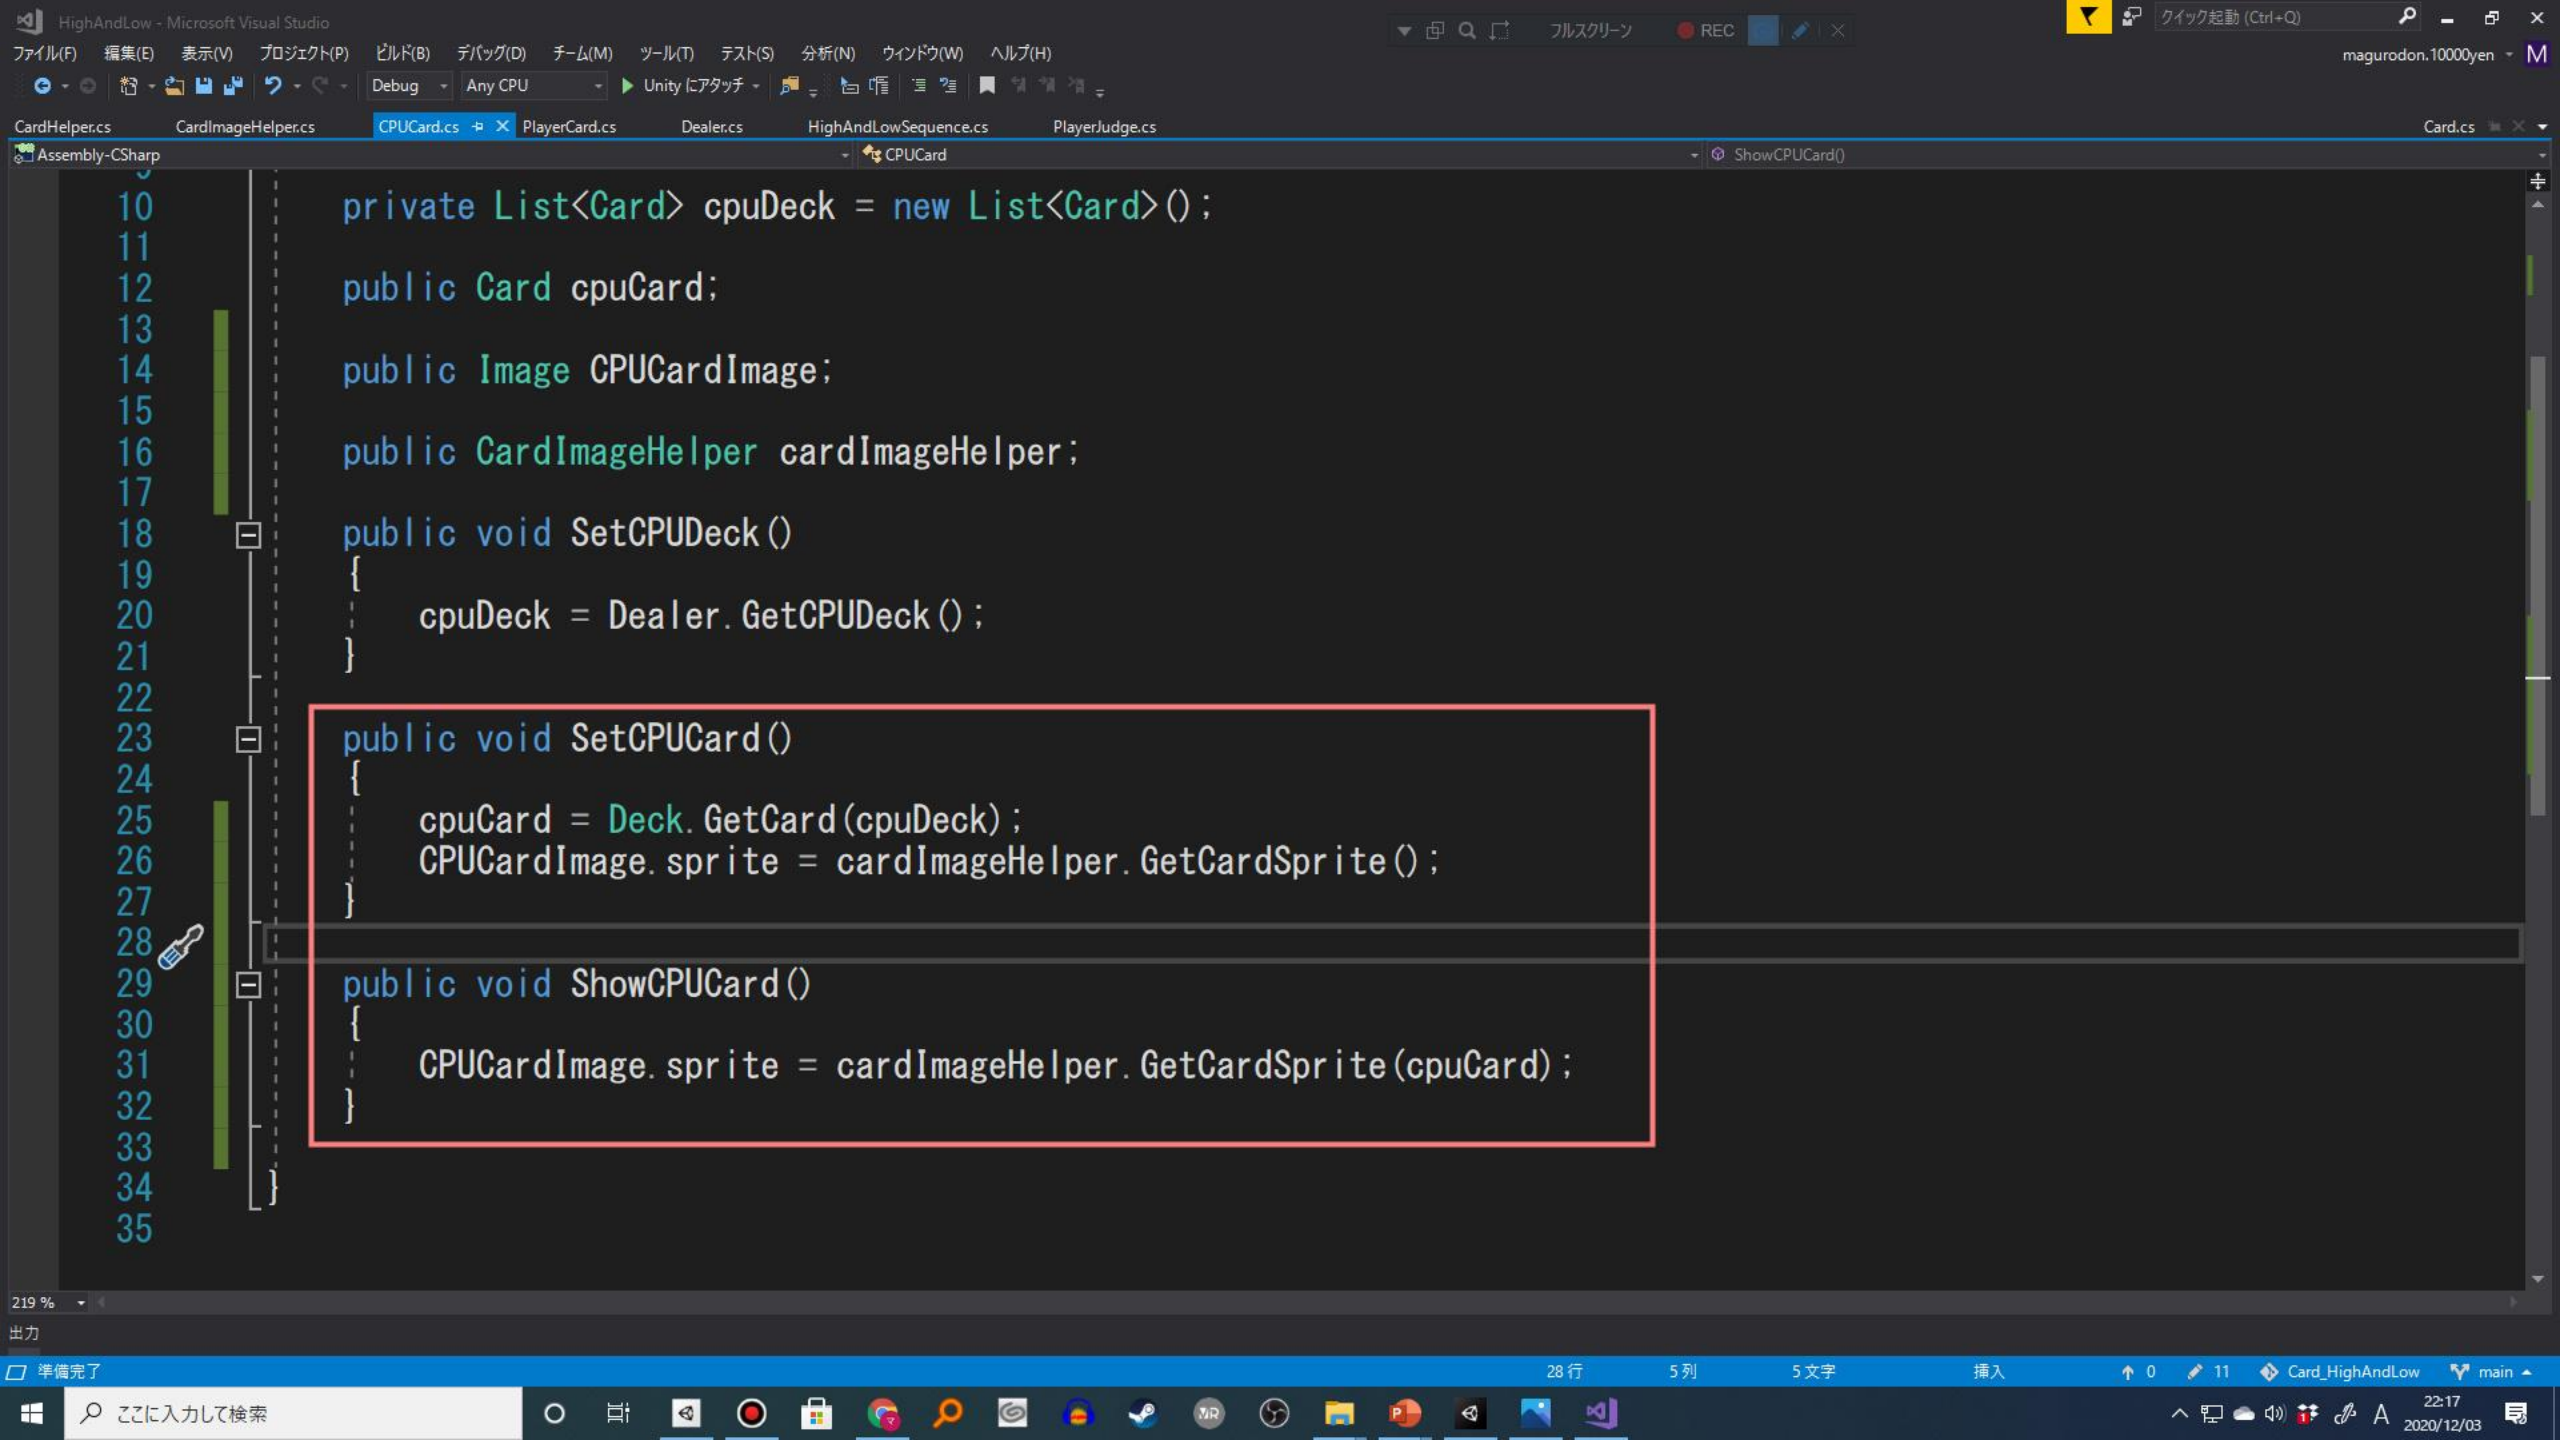 HighAndLow - Microsoft Visual Studio
フルスクリーン REC
クイック起動 (Ctrl+Q)
ファイル(F) 編集(E) 表示(V) プロジェクト(P) ビルド(B) デバッグ(D) チーム(M) ツール(T) テスト(S) 分析(N) ウィンドウ(W) ヘルプ(H)
magurodon.10000yen M
Debug Any CPU Unity にアタッチ
CardHelper.cs CardImageHelper.cs CPUCard.cs PlayerCard.cs Dealer.cs HighAndLowSequence.cs PlayerJudge.cs Card.cs
Assembly-CSharp CPUCard ShowCPUCard()
10 private List<Card> cpuDeck = new List<Card>();
11
12 public Card cpuCard;
13
14 public Image CPUCardImage;
15
16 public CardImageHelper cardImageHelper;
17
18 public void SetCPUDeck()
19 {
20 cpuDeck = Dealer.GetCPUDeck();
21 }
22
23 public void SetCPUCard()
24 {
25 cpuCard = Deck.GetCard(cpuDeck);
26 CPUCardImage.sprite = cardImageHelper.GetCardSprite();
27 }
28
29 public void ShowCPUCard()
30 {
31 CPUCardImage.sprite = cardImageHelper.GetCardSprite(cpuCard);
32 }
33
34 }
35
219 %
出力
準備完了 28 行 5 列 5 文字 挿入 0 11 Card_HighAndLow main
ここに入力して検索
A
22:17
2020/12/03